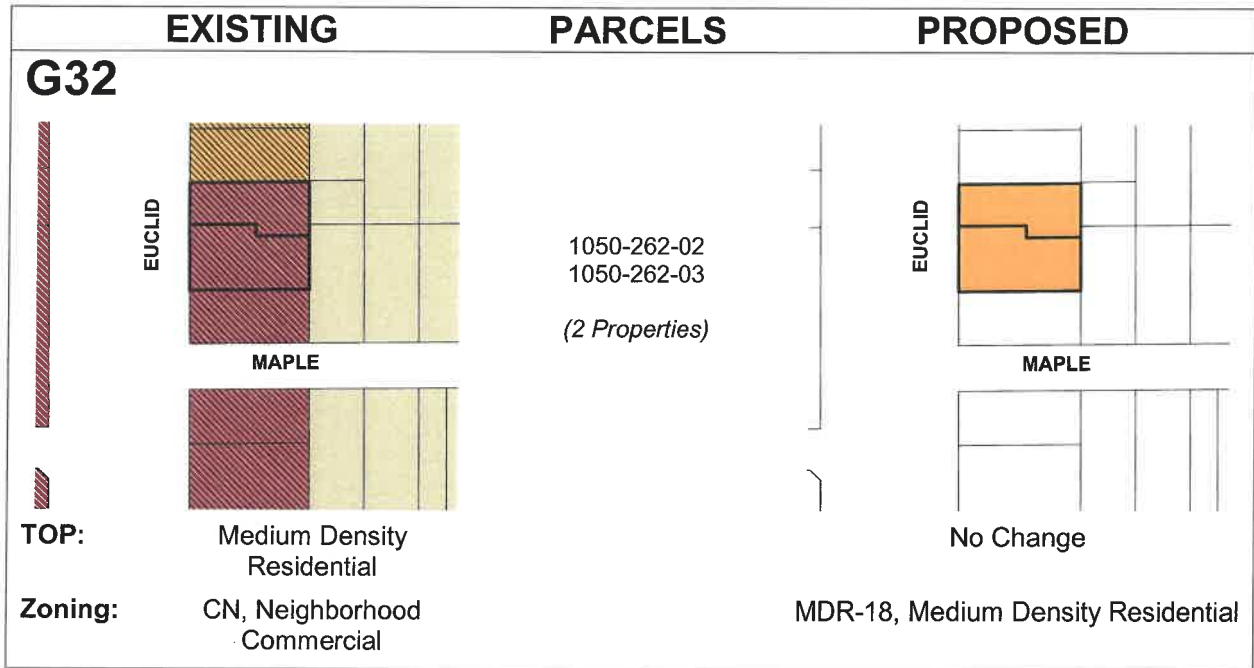 EXISTING PARCELS PROPOSED
G32
EUCLID
MAPLE
1050-262-02
1050-262-03
(2 Properties)
EUCLID
MAPLE
TOP: Medium Density
Residential
No Change
Zoning: CN, Neighborhood
Commercial
MDR-18, Medium Density Residential